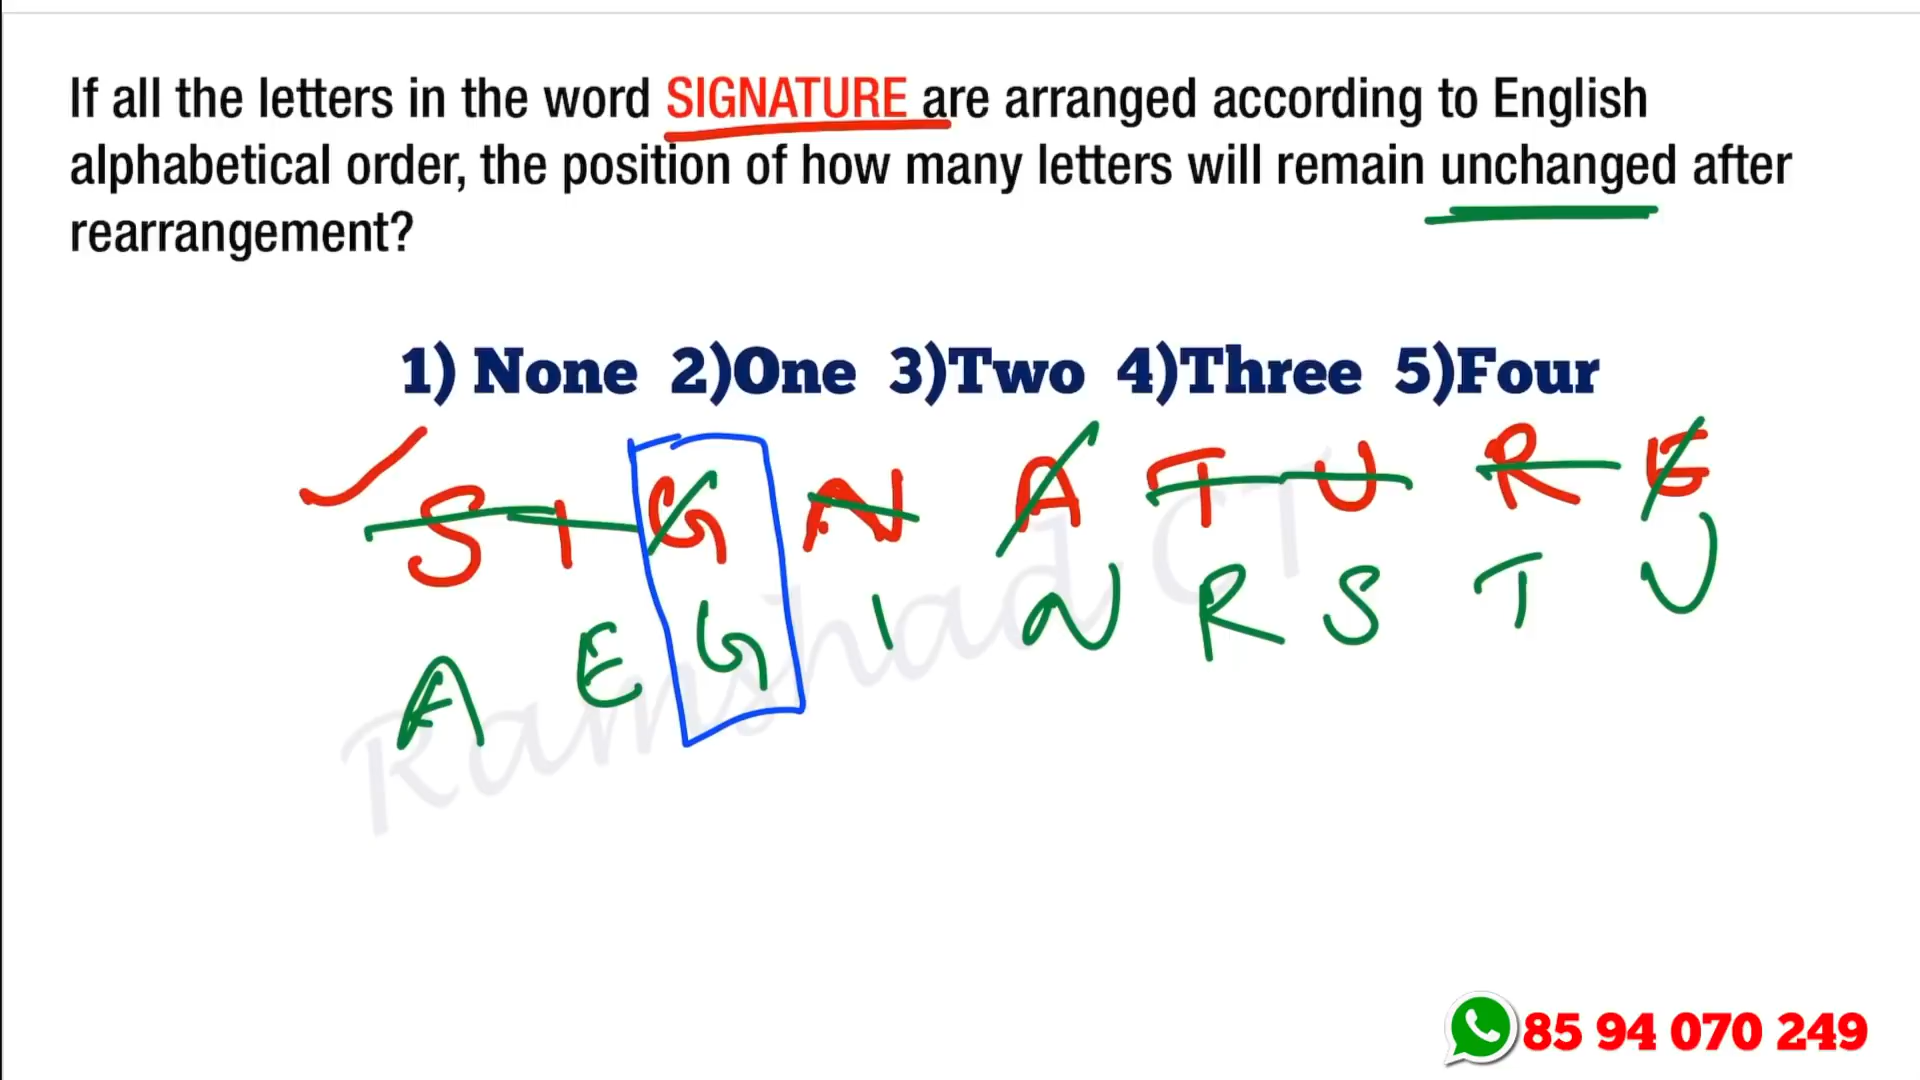 If all the letters in the word SIGNATURE are arranged according to English
alphabetical order, the position of how many letters will remain unchanged after
rearrangement?
1) None 2)One 3)Two 4)Three 5)Four
S I G N A T U R E
A E G I N R S T U
Ramshad CT
85 94 070 249